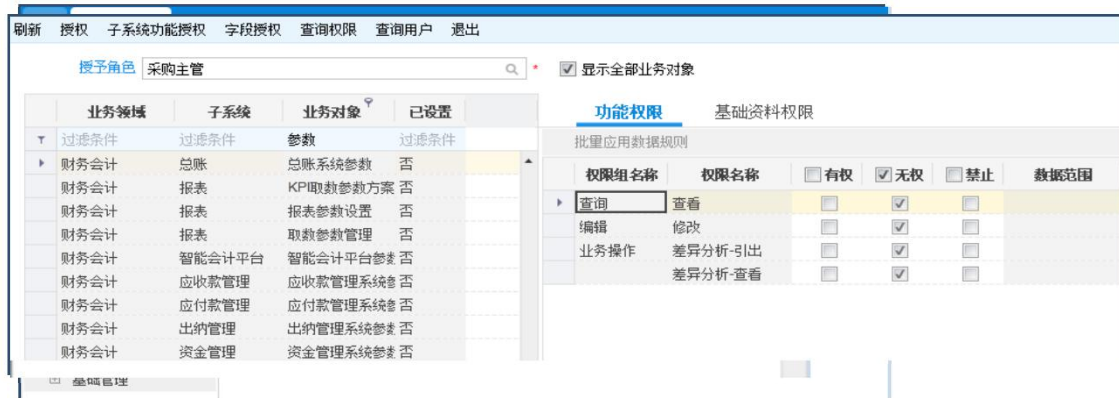 刷新 授权 子系统功能授权 字段授权 查询权限 查询用户 退出
授予角色 采购主管 * 显示全部业务对象
业务领域 子系统 业务对象 已设置
过滤条件 过滤条件 参数 过滤条件
财务会计 总账 总账系统参数 否
财务会计 报表 KPI取数参数方案 否
财务会计 报表 报表参数设置 否
财务会计 报表 取数参数管理 否
财务会计 智能会计平台 智能会计平台参 否
财务会计 应收款管理 应收款管理系统 否
财务会计 应付款管理 应付款管理系统 否
财务会计 出纳管理 出纳管理系统参 否
财务会计 资金管理 资金管理系统参 否
功能权限 基础资料权限
批量应用数据规则
权限组名称 权限名称 有权 无权 禁止 数据范围
查询 查看
编辑 修改
业务操作 差异分析-引出
差异分析-查看
基础管理